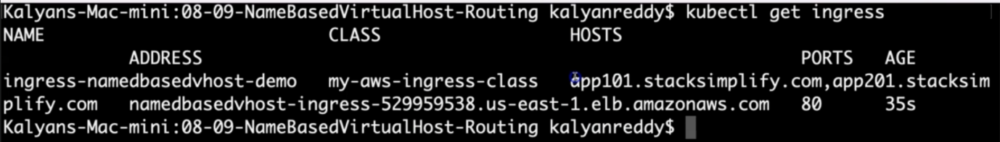 Kalyans-Mac-mini:08-09-NameBasedVirtualHost-Routing kalyanreddy$ kubectl get ingress
NAME CLASS HOSTS
ADDRESS PORTS AGE
ingress-namedbasedvhost-demo my-aws-ingress-class app101.stacksimplify.com,app201.stacksim
plify.com namedbasedvhost-ingress-529959538.us-east-1.elb.amazonaws.com 80 35s
Kalyans-Mac-mini:08-09-NameBasedVirtualHost-Routing kalyanreddy$